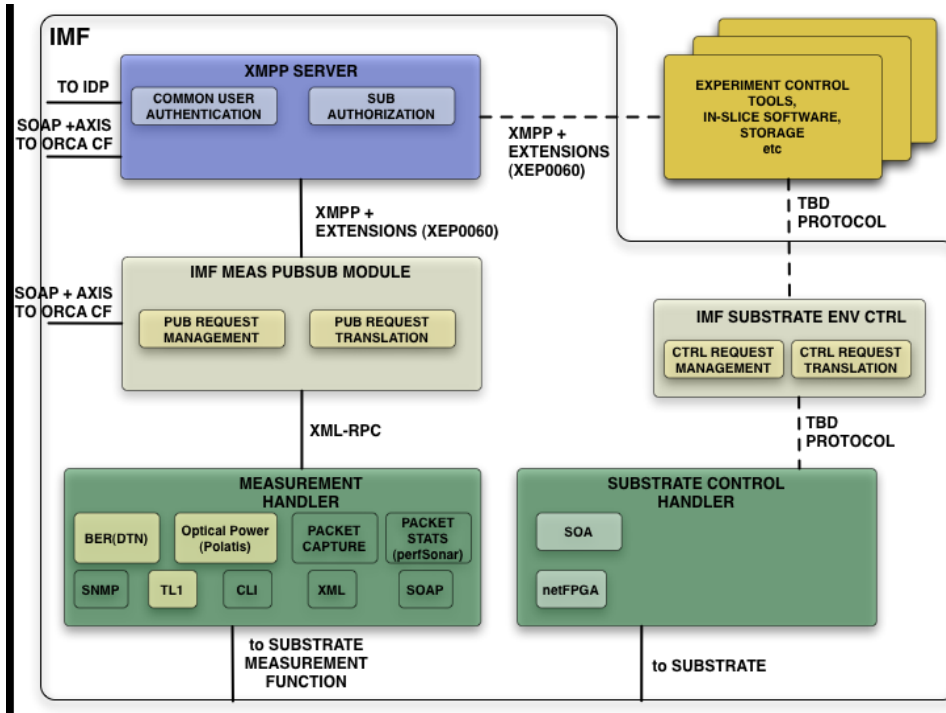 IMF
XMPP SERVER
COMMON USER
AUTHENTICATION
SUB
AUTHORIZATION
TO IDP
SOAP +AXIS
TO ORCA CF
EXPERIMENT CONTROL
TOOLS,
IN-SLICE SOFTWARE,
STORAGE
etc
XMPP +
EXTENSIONS
(XEP0060)
XMPP +
EXTENSIONS (XEP0060)
TBD
PROTOCOL
IMF MEAS PUBSUB MODULE
SOAP + AXIS
TO ORCA CF
PUB REQUEST
MANAGEMENT
PUB REQUEST
TRANSLATION
IMF SUBSTRATE ENV CTRL
CTRL REQUEST
MANAGEMENT
CTRL REQUEST
TRANSLATION
XML-RPC
TBD
PROTOCOL
MEASUREMENT
HANDLER
BER(DTN)
Optical Power
(Polatis)
PACKET
CAPTURE
PACKET
STATS
(perfSonar)
SNMP
TL1
CLI
XML
SOAP
SUBSTRATE CONTROL
HANDLER
SOA
netFPGA
to SUBSTRATE
MEASUREMENT
FUNCTION
to SUBSTRATE